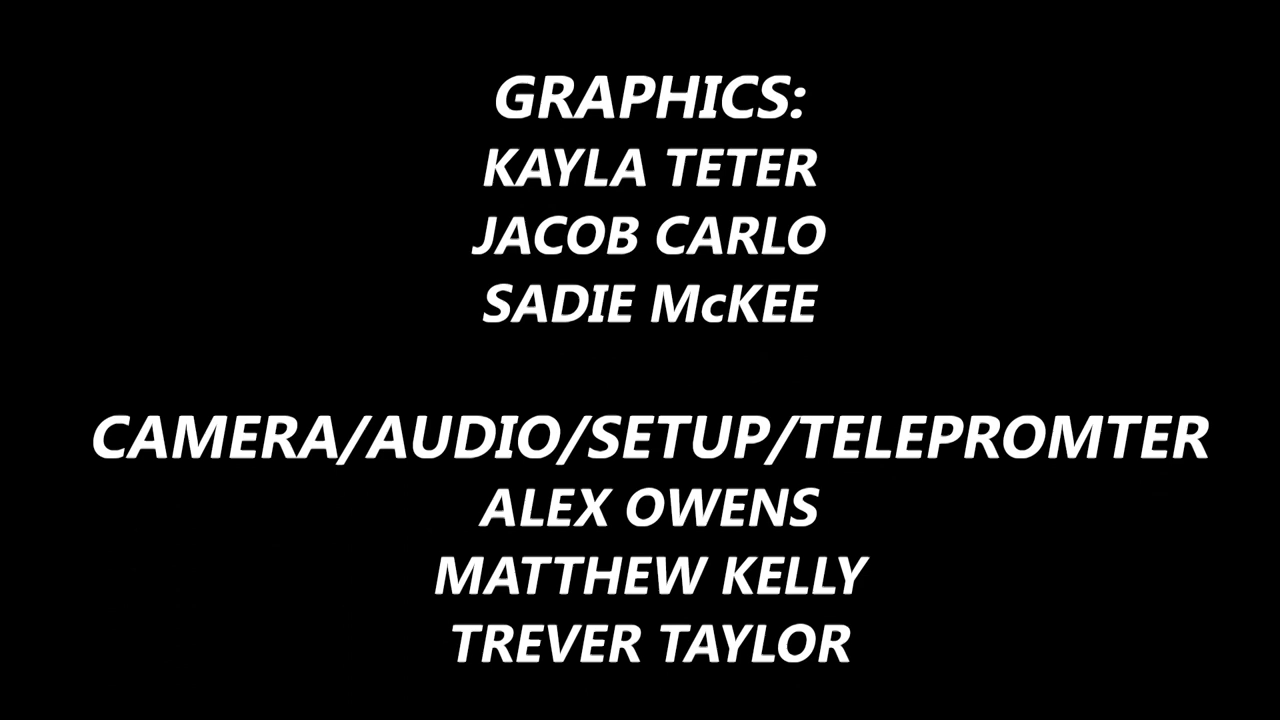 GRAPHICS:
KAYLA TETER
JACOB CARLO
SADIE McKEE
CAMERA/AUDIO/SETUP/TELEPROMTER
ALEX OWENS
MATTHEW KELLY
TREVER TAYLOR